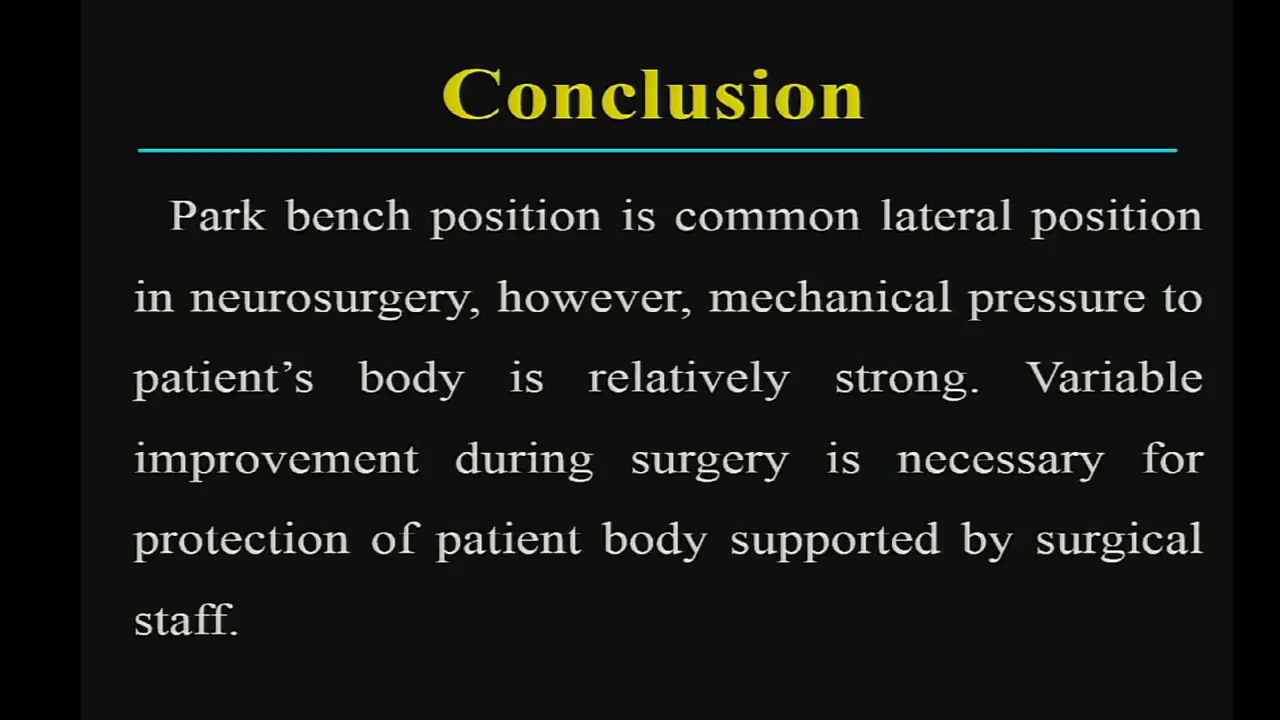 Conclusion
Park bench position is common lateral position
in neurosurgery, however, mechanical pressure to
patient’s body is relatively strong. Variable
improvement during surgery is necessary for
protection of patient body supported by surgical
staff.